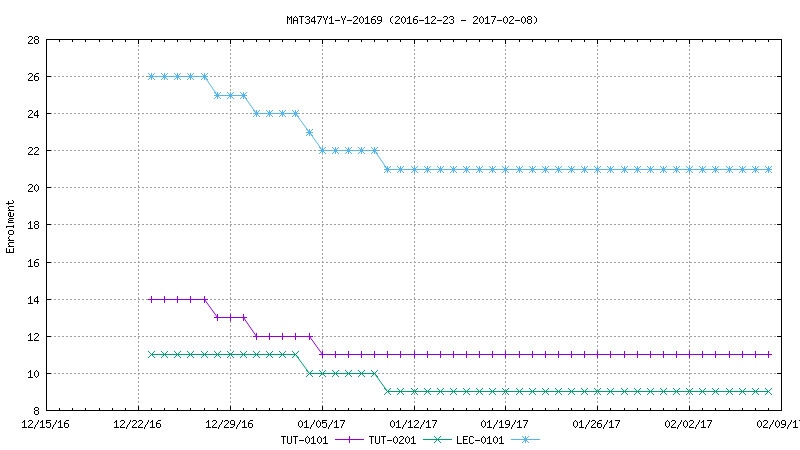 MAT347Y1-Y-20169 (2016-12-23 - 2017-02-08)
28
26
24
22
20
18
16
14
12
10
8
Enrolment
12/15/16 12/22/16 12/29/16 01/05/17 01/12/17 01/19/17 01/26/17 02/02/17 02/09/1
TUT-0101 TUT-0201 LEC-0101